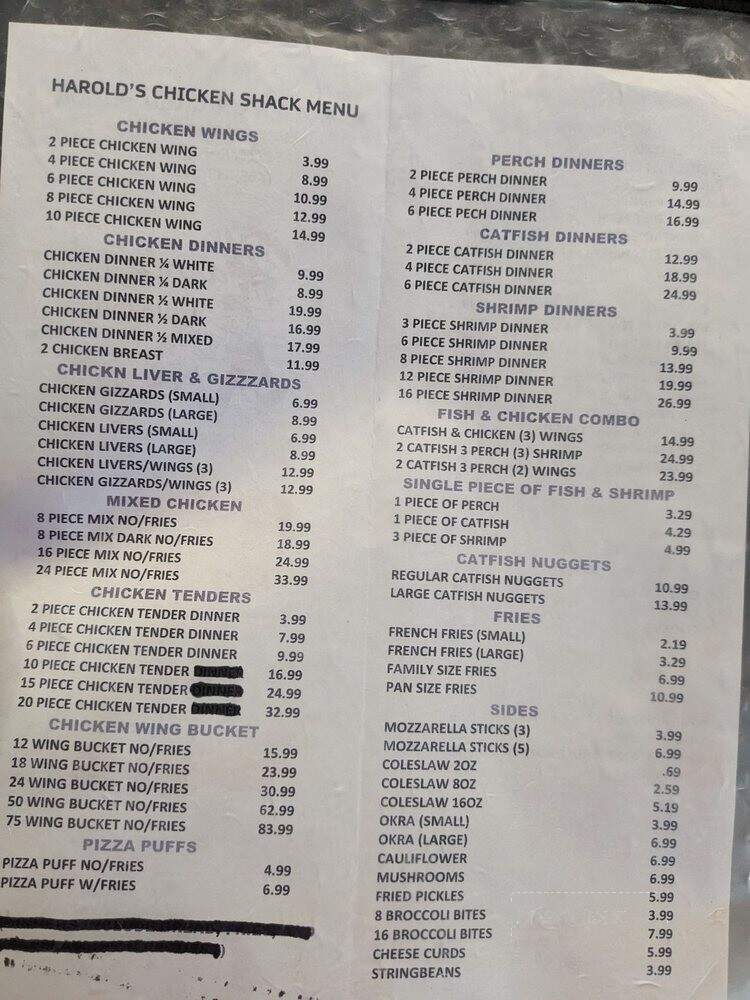 HAROLD'S CHICKEN SHACK MENU
CHICKEN WINGS
2 PIECE CHICKEN WING 3.99
4 PIECE CHICKEN WING 8.99
6 PIECE CHICKEN WING 10.99
8 PIECE CHICKEN WING 12.99
10 PIECE CHICKEN WING 14.99
CHICKEN DINNERS
CHICKEN DINNER ¼ WHITE 9.99
CHICKEN DINNER ¼ DARK 8.99
CHICKEN DINNER ½ WHITE 19.99
CHICKEN DINNER ½ DARK 16.99
CHICKEN DINNER ½ MIXED 17.99
2 CHICKEN BREAST 11.99
CHICKN LIVER & GIZZZARDS
CHICKEN GIZZARDS (SMALL) 6.99
CHICKEN GIZZARDS (LARGE) 8.99
CHICKEN LIVERS (SMALL) 6.99
CHICKEN LIVERS (LARGE) 8.99
CHICKEN LIVERS/WINGS (3) 12.99
CHICKEN GIZZARDS/WINGS (3) 12.99
MIXED CHICKEN
8 PIECE MIX NO/FRIES 19.99
8 PIECE MIX DARK NO/FRIES 18.99
16 PIECE MIX NO/FRIES 24.99
24 PIECE MIX NO/FRIES 33.99
CHICKEN TENDERS
2 PIECE CHICKEN TENDER DINNER 3.99
4 PIECE CHICKEN TENDER DINNER 7.99
6 PIECE CHICKEN TENDER DINNER 9.99
10 PIECE CHICKEN TENDER 16.99
15 PIECE CHICKEN TENDER 24.99
20 PIECE CHICKEN TENDER 32.99
CHICKEN WING BUCKET
12 WING BUCKET NO/FRIES 15.99
18 WING BUCKET NO/FRIES 23.99
24 WING BUCKET NO/FRIES 30.99
50 WING BUCKET NO/FRIES 62.99
75 WING BUCKET NO/FRIES 83.99
PIZZA PUFFS
PIZZA PUFF NO/FRIES 4.99
PIZZA PUFF W/FRIES 6.99
PERCH DINNERS
2 PIECE PERCH DINNER 9.99
4 PIECE PERCH DINNER 14.99
6 PIECE PECH DINNER 16.99
CATFISH DINNERS
2 PIECE CATFISH DINNER 12.99
4 PIECE CATFISH DINNER 18.99
6 PIECE CATFISH DINNER 24.99
SHRIMP DINNERS
3 PIECE SHRIMP DINNER 3.99
6 PIECE SHRIMP DINNER 9.99
8 PIECE SHRIMP DINNER 13.99
12 PIECE SHRIMP DINNER 19.99
16 PIECE SHRIMP DINNER 26.99
FISH & CHICKEN COMBO
CATFISH & CHICKEN (3) WINGS 14.99
2 CATFISH 3 PERCH (3) SHRIMP 24.99
2 CATFISH 3 PERCH (2) WINGS 23.99
SINGLE PIECE OF FISH & SHRIMP
1 PIECE OF PERCH 3.29
1 PIECE OF CATFISH 4.29
3 PIECE OF SHRIMP 4.99
CATFISH NUGGETS
REGULAR CATFISH NUGGETS 10.99
LARGE CATFISH NUGGETS 13.99
FRIES
FRENCH FRIES (SMALL) 2.19
FRENCH FRIES (LARGE) 3.29
FAMILY SIZE FRIES 6.99
PAN SIZE FRIES 10.99
SIDES
MOZZARELLA STICKS (3) 3.99
MOZZARELLA STICKS (5) 6.99
COLESLAW 2OZ .69
COLESLAW 8OZ 2.59
COLESLAW 16OZ 5.19
OKRA (SMALL) 3.99
OKRA (LARGE) 6.99
CAULIFLOWER 6.99
MUSHROOMS 6.99
FRIED PICKLES 5.99
8 BROCCOLI BITES 3.99
16 BROCCOLI BITES 7.99
CHEESE CURDS 5.99
STRINGBEANS 3.99